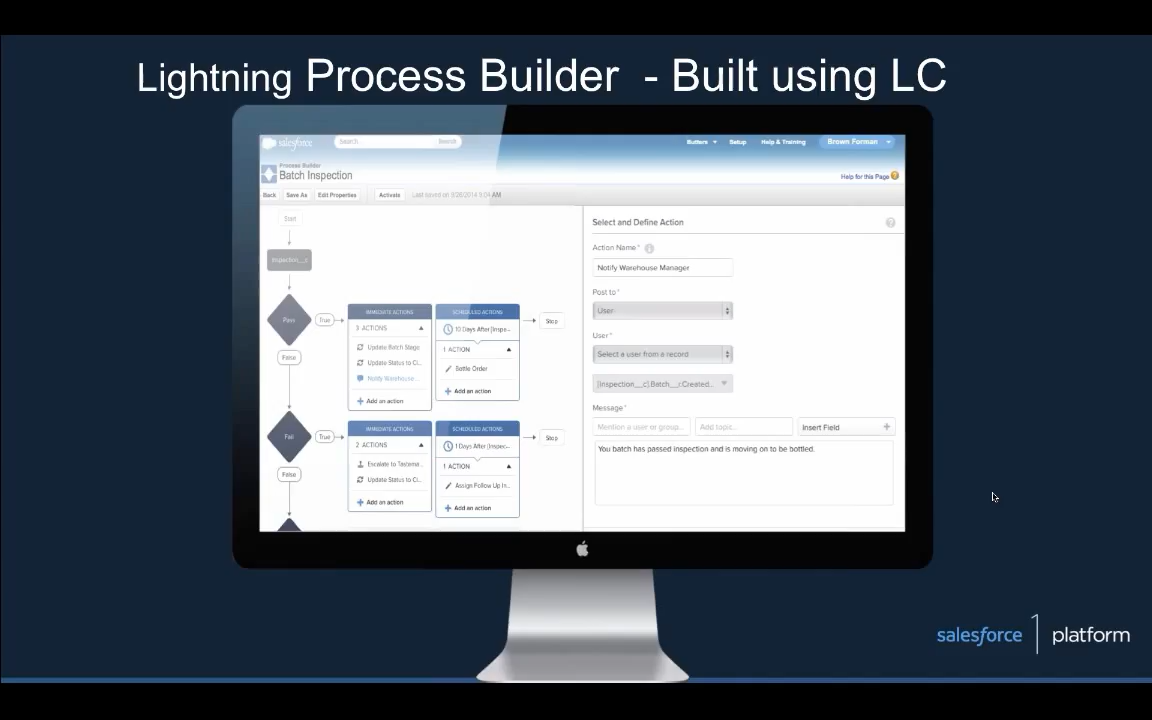 Lightning Process Builder - Built using LC
salesforce
Search...
Search
Butters
Setup
Help & Training
Brown Forman
Process Builder
Batch Inspection
Help for this Page
Back
Save As
Edit Properties
Activate
Last saved on 9/26/2014 9:04 AM
Start
Inspection__c
Pass
True
False
IMMEDIATE ACTIONS
3 ACTIONS
Update Batch Stage
Update Status to Cl...
Notify Warehouse ...
Add an action
SCHEDULED ACTIONS
10 Days After [Inspe...
1 ACTION
Bottle Order
Add an action
Stop
Fail
True
False
IMMEDIATE ACTIONS
2 ACTIONS
Escalate to Tastema...
Update Status to Cl...
Add an action
SCHEDULED ACTIONS
1 Days After [Inspec...
1 ACTION
Assign Follow Up In...
Add an action
Stop
Select and Define Action
Action Name*
Notify Warehouse Manager
Post to*
User
User*
Select a user from a record
[Inspection__c].Batch__r.Created...
Message*
Mention a user or group...
Add topic...
Insert Field
You batch has passed inspection and is moving on to be bottled.
salesforce1 platform